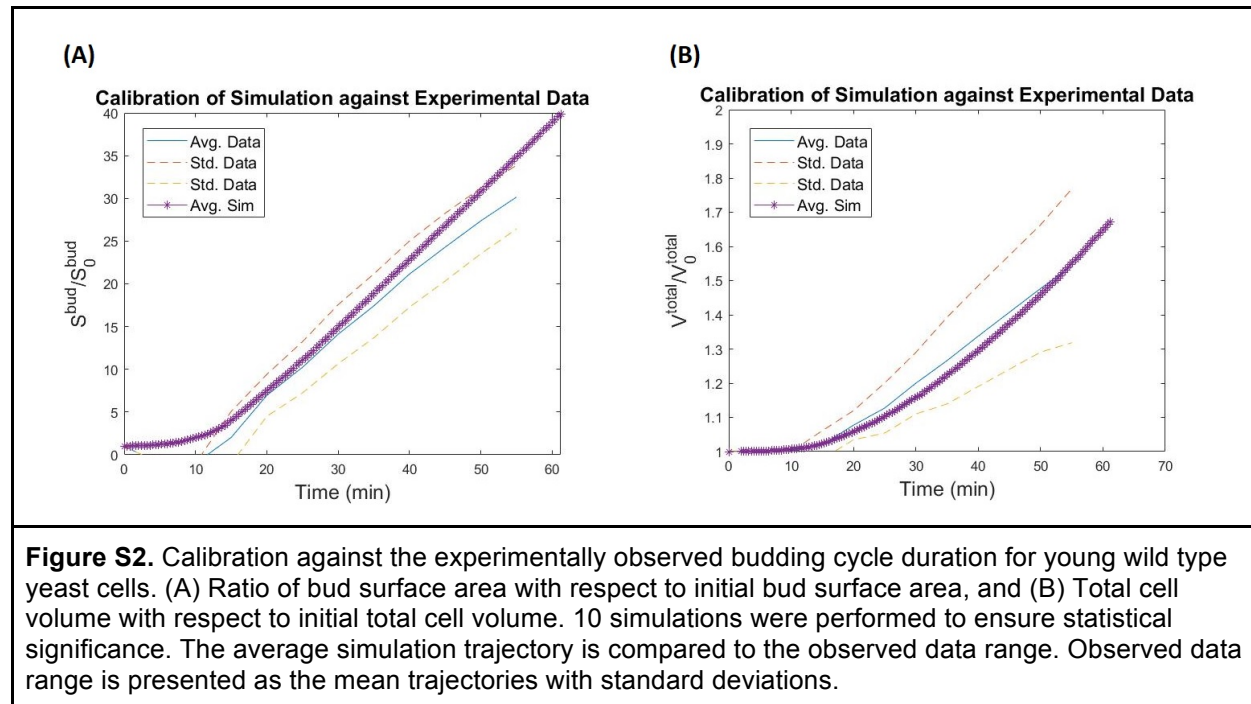 (A)
Calibration of Simulation against Experimental Data
40
35
30
25
20
15
10
5
0
S^bud/S_0^bud
Avg. Data
Std. Data
Std. Data
Avg. Sim
0 10 20 30 40 50 60
Time (min)
(B)
Calibration of Simulation against Experimental Data
2
1.9
1.8
1.7
1.6
1.5
1.4
1.3
1.2
1.1
1
V^total/V_0^total
Avg. Data
Std. Data
Std. Data
Avg. Sim
0 10 20 30 40 50 60 70
Time (min)
Figure S2. Calibration against the experimentally observed budding cycle duration for young wild type
yeast cells. (A) Ratio of bud surface area with respect to initial bud surface area, and (B) Total cell
volume with respect to initial total cell volume. 10 simulations were performed to ensure statistical
significance. The average simulation trajectory is compared to the observed data range. Observed data
range is presented as the mean trajectories with standard deviations.